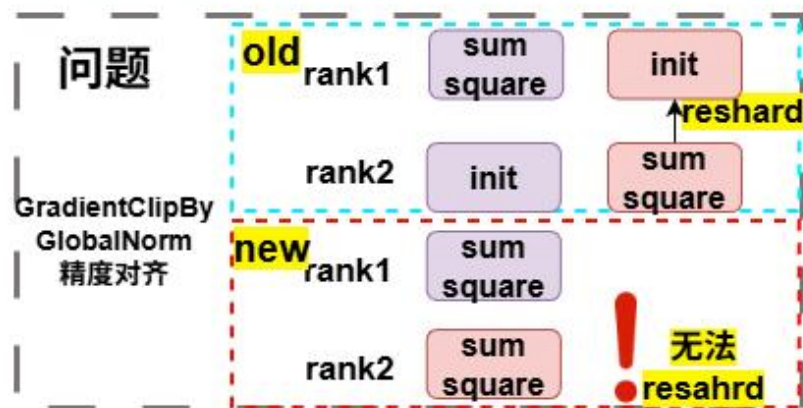 问题
GradientClipBy
GlobalNorm
精度对齐
old
rank1
sum
square
init
reshard
rank2
init
sum
square
new
rank1
sum
square
rank2
sum
square
!
无法
resahrd